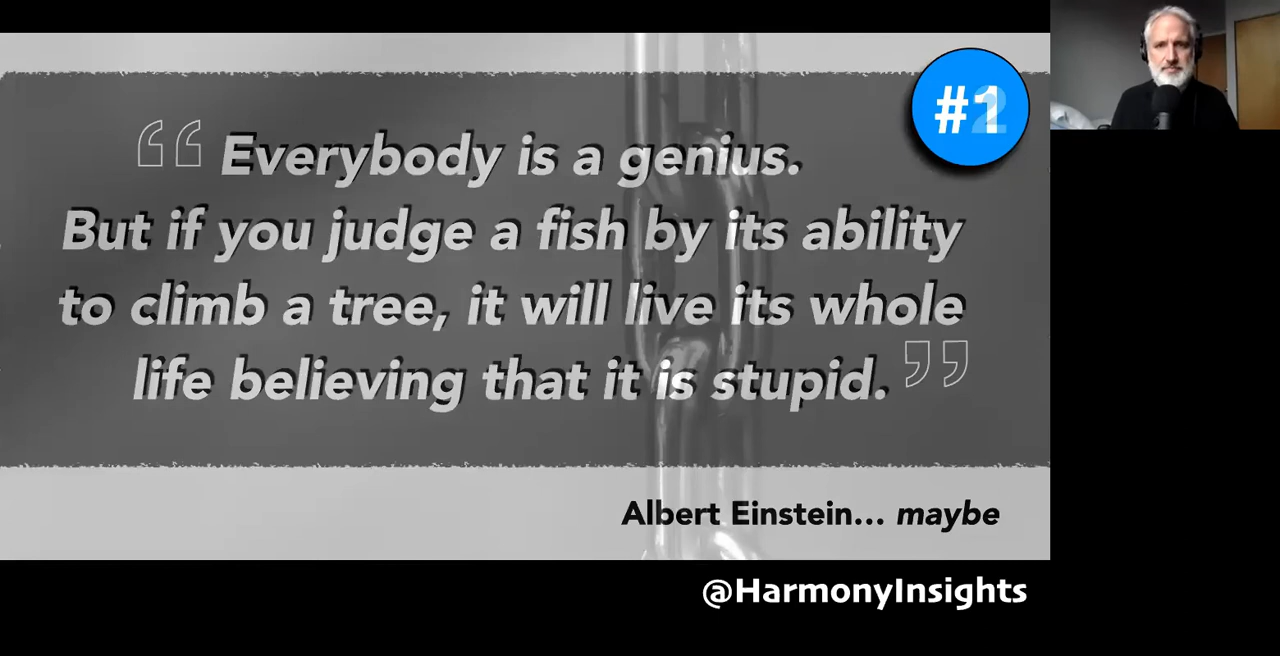 #1
“Everybody is a genius.
But if you judge a fish by its ability
to climb a tree, it will live its whole
life believing that it is stupid.”
Albert Einstein... maybe
@HarmonyInsights